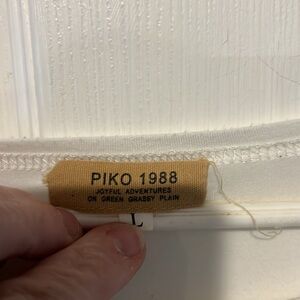 PIKO 1988
JOYFUL ADVENTURES
ON GREEN GRASSY PLAIN
L